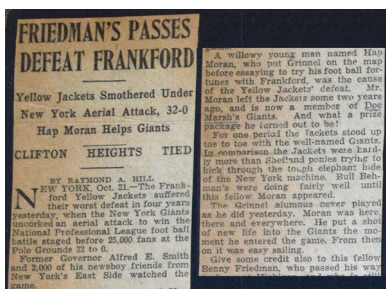 FRIEDMAN'S PASSES
DEFEAT FRANKFORD
Yellow Jackets Smothered Under
New York Aerial Attack, 32-0
Hap Moran Helps Giants
CLIFTON HEIGHTS TIED
BY RAYMOND A. HILL
NEW YORK, Oct. 21.—The Frank-
ford Yellow Jackets suffered
their worst defeat in four years
yesterday, when the New York Giants
uncorked an aerial attack to win the
National Professional League foot ball
battle staged before 25,000 fans at the
Polo Grounds 32 to 0.
Former Governor Alfred E. Smith
and 2,000 of his newsboy friends from
New York's East Side watched the
game.
A willowy young man named Hap
Moran, who put Grinnel on the map
before essaying to try his foot ball for-
tunes with Frankford, was the cause
of the Yellow Jackets' defeat. Mr.
Moran left the Jackets some two years
ago, and is now a member of Doc
Marsh's Giants. And what a prize
package he turned out to be!
For one period the Jackets stood up
toe to toe with the well-named Giants.
In comparison the Jackets were hard-
ly more than Shetland ponies trying to
kick through the tough elephant hide
of the New York machine. Bull Beh-
man's were doing fairly well until
this fellow Moran appeared.
The Grinnel alumnus never played
as he did yesterday. Moran was here
there and everywhere. He put a shot
of new life into the Giants the mo-
ment he entered the game. From then
on it was easy sailing.
Give some credit also to this fellow
Benny Friedman, who passed his way